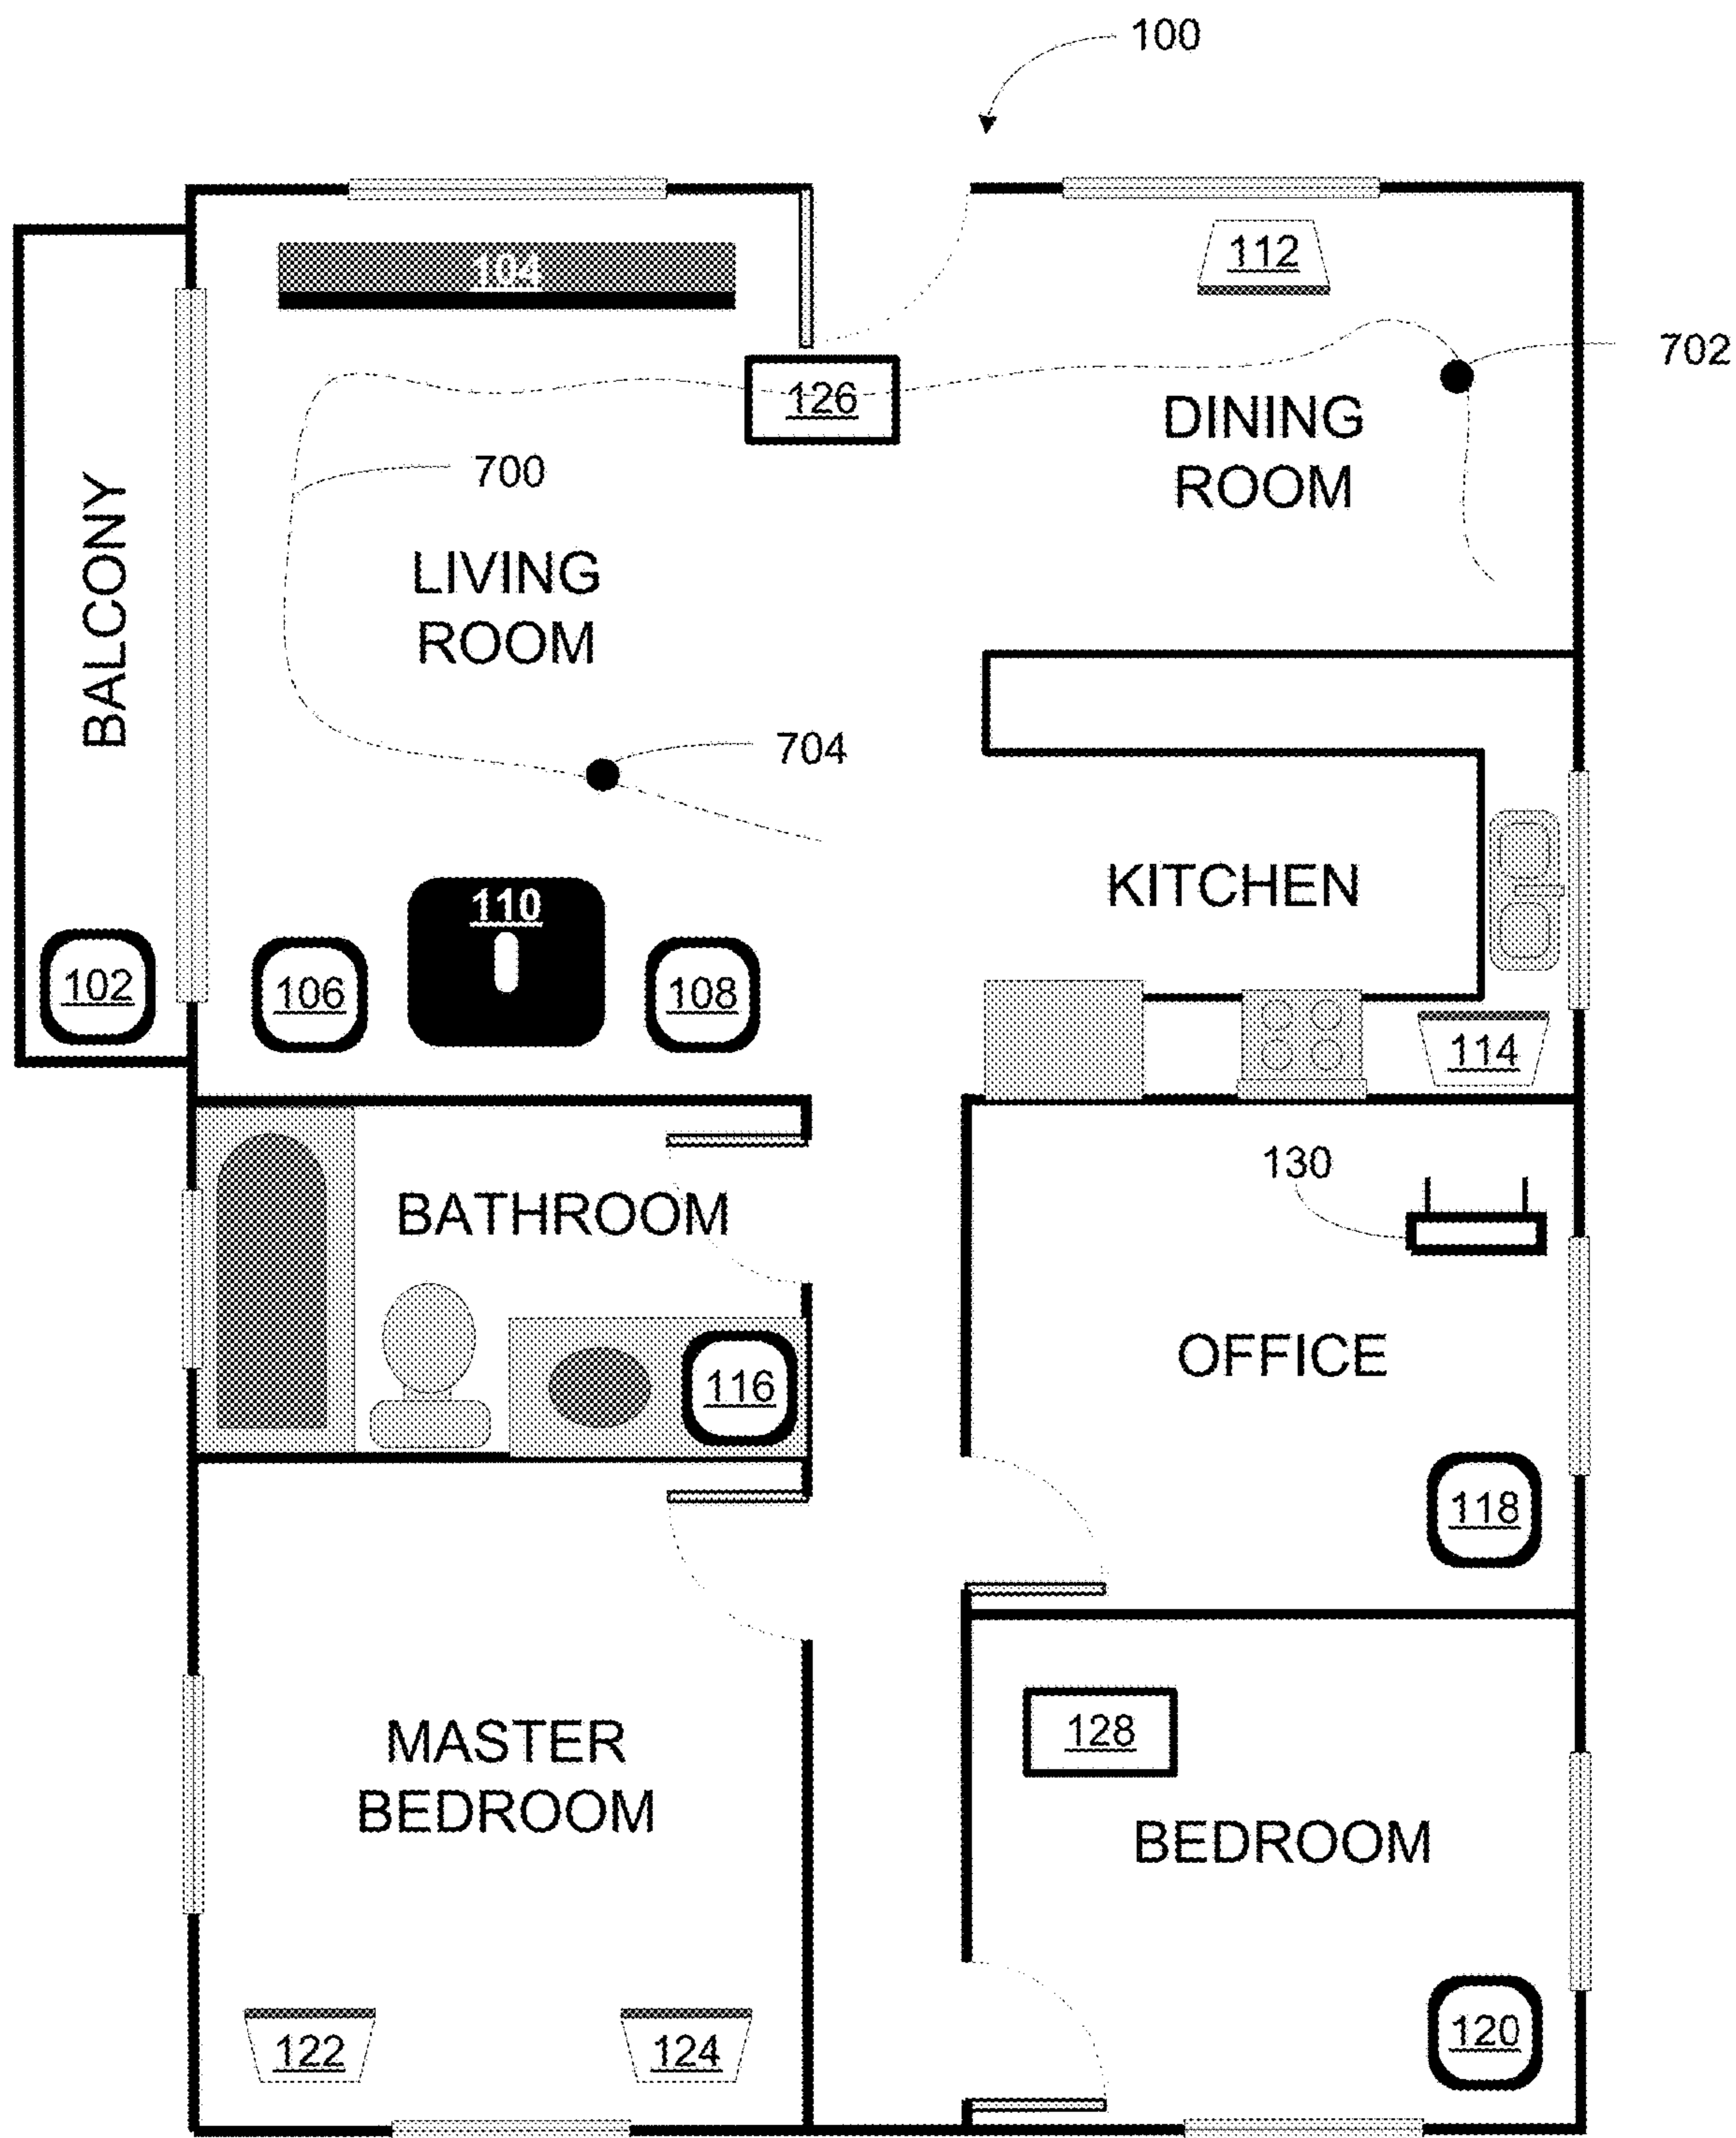 100
104
112
702
126
DINING
ROOM
700
LIVING
ROOM
BALCONY
704
KITCHEN
110
102
106
108
114
130
BATHROOM
OFFICE
116
118
128
MASTER
BEDROOM
BEDROOM
122
124
120